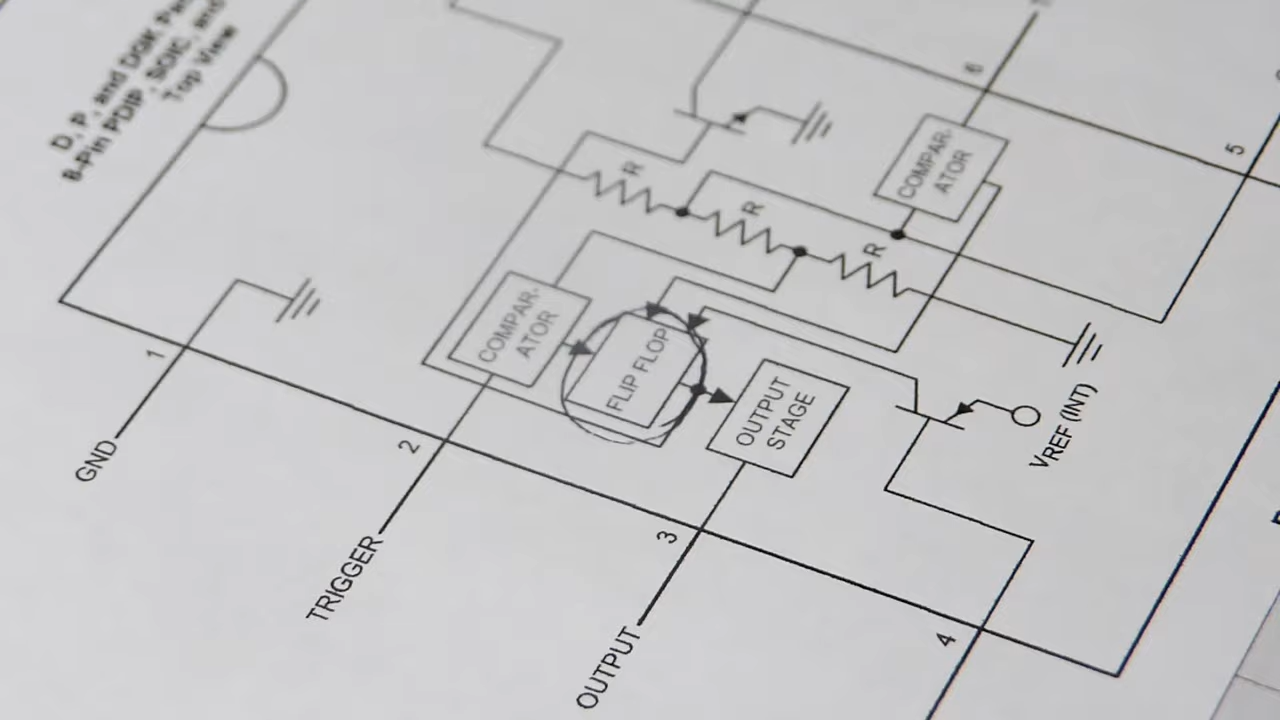 D, P, and DGK Pac
8-Pin PDIP, SOIC, and
Top View
R
R
R
COMPAR-
ATOR
6
5
COMPAR-
ATOR
FLIP FLOP
OUTPUT
STAGE
VREF (INT)
1
GND
2
TRIGGER
3
OUTPUT
4